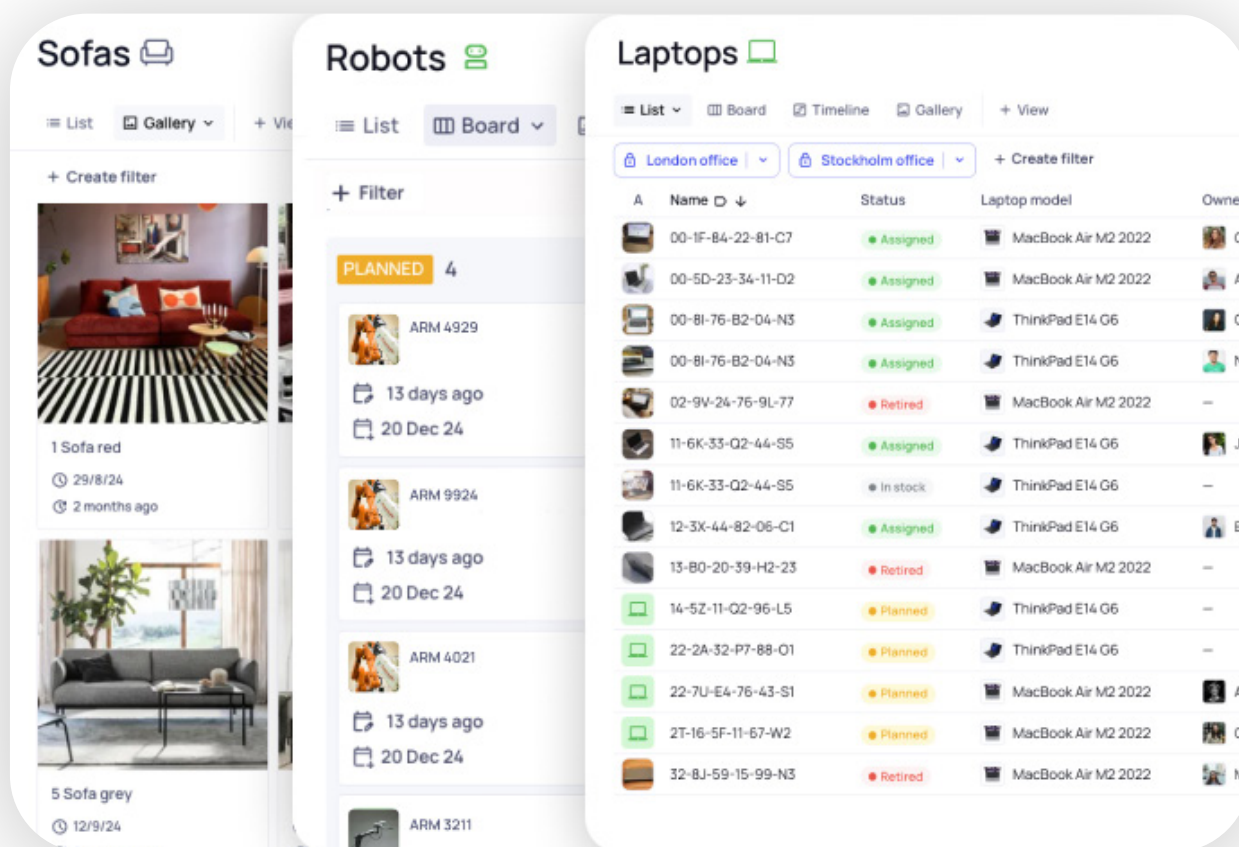 Sofas
List
Gallery
+ Vie
+ Create filter
1 Sofa red
29/8/24
2 months ago
5 Sofa grey
12/9/24
Robots
List
Board
+ Filter
PLANNED 4
ARM 4929
13 days ago
20 Dec 24
ARM 9924
13 days ago
20 Dec 24
ARM 4021
13 days ago
20 Dec 24
ARM 3211
Laptops
List Board Timeline Gallery + View
London office Stockholm office + Create filter
A Name Status Laptop model Owne
00-1F-84-22-81-C7 Assigned MacBook Air M2 2022
00-5D-23-34-11-D2 Assigned MacBook Air M2 2022 A
00-8I-76-B2-04-N3 Assigned ThinkPad E14 G6
00-8I-76-B2-04-N3 Assigned ThinkPad E14 G6 N
02-9V-24-76-9L-77 Retired MacBook Air M2 2022 –
11-6K-33-Q2-44-S5 Assigned ThinkPad E14 G6 J
11-6K-33-Q2-44-S5 In stock ThinkPad E14 G6 –
12-3X-44-82-06-C1 Assigned ThinkPad E14 G6 E
13-B0-20-39-H2-23 Retired MacBook Air M2 2022 –
14-5Z-11-Q2-96-L5 Planned ThinkPad E14 G6 –
22-2A-32-P7-88-O1 Planned ThinkPad E14 G6 –
22-7U-E4-76-43-S1 Planned MacBook Air M2 2022 A
2T-16-5F-11-67-W2 Planned MacBook Air M2 2022
32-8J-59-15-99-N3 Retired MacBook Air M2 2022 M